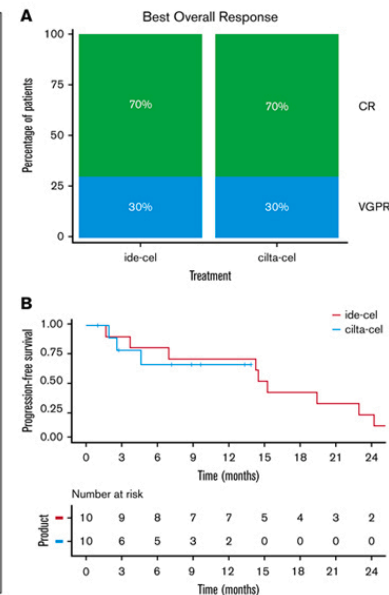 A
Best Overall Response
Percentage of patients
100
75
50
25
0
70%
70%
30%
30%
CR
VGPR
ide-cel
cilta-cel
Treatment
B
ide-cel
cilta-cel
Progression-free survival
1.00
0.75
0.50
0.25
0.00
0 3 6 9 12 15 18 21 24
Time (months)
Number at risk
Product
10 9 8 7 7 5 4 3 2
10 6 5 3 2 0 0 0 0
0 3 6 9 12 15 18 21 24
Time (months)